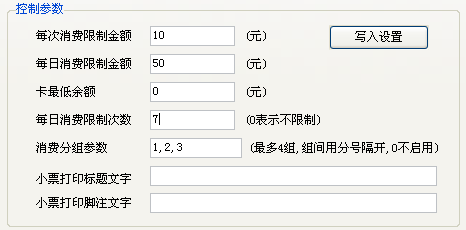 控制参数
每次消费限制金额 10 (元) 写入设置
每日消费限制金额 50 (元)
卡最低余额 0 (元)
每日消费限制次数 7 (0表示不限制)
消费分组参数 1,2,3 (最多4组,组间用分号隔开,0不启用)
小票打印标题文字
小票打印脚注文字